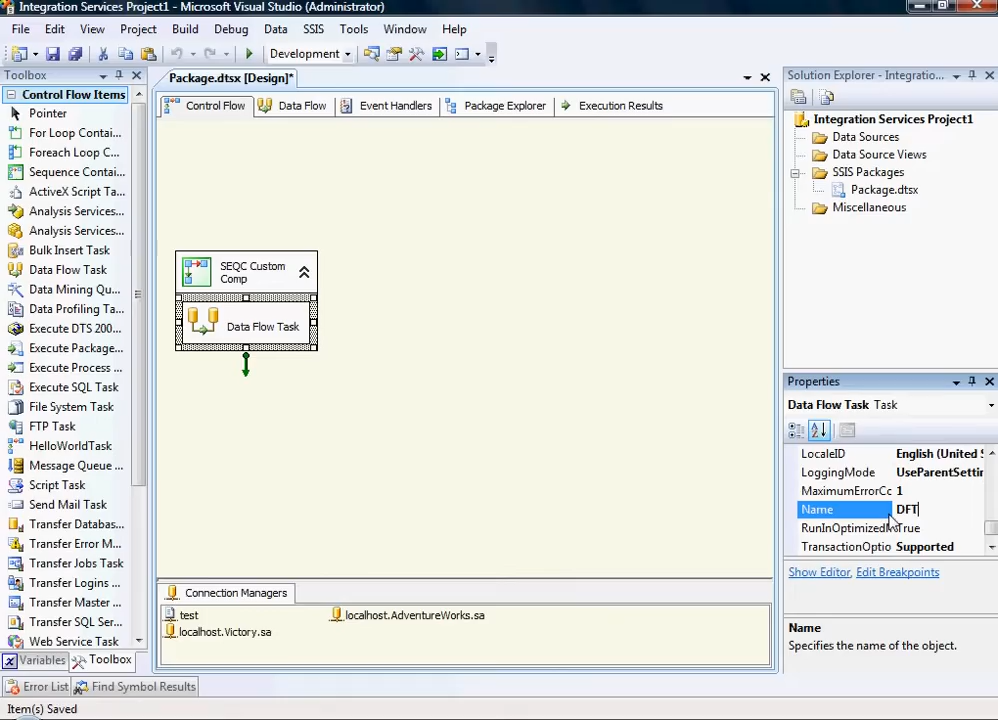 Integration Services Project1 - Microsoft Visual Studio (Administrator)
File Edit View Project Build Debug Data SSIS Tools Window Help
Development
Toolbox
Control Flow Items
Pointer
For Loop Contai...
Foreach Loop C...
Sequence Contai...
ActiveX Script Ta...
Analysis Services...
Analysis Services...
Bulk Insert Task
Data Flow Task
Data Mining Qu...
Data Profiling Ta...
Execute DTS 200...
Execute Package...
Execute Process ...
Execute SQL Task
File System Task
FTP Task
HelloWorldTask
Message Queue ...
Script Task
Send Mail Task
Transfer Databas...
Transfer Error M...
Transfer Jobs Task
Transfer Logins ...
Transfer Master ...
Transfer SQL Ser...
Web Service Task
Variables Toolbox
Package.dtsx [Design]*
Control Flow Data Flow Event Handlers Package Explorer Execution Results
SEQC Custom
Comp
Data Flow Task
Connection Managers
test localhost.AdventureWorks.sa
localhost.Victory.sa
Solution Explorer - Integratio...
Integration Services Project1
Data Sources
Data Source Views
SSIS Packages
Package.dtsx
Miscellaneous
Properties
Data Flow Task Task
LocaleID English (United S
LoggingMode UseParentSettin
MaximumErrorCc 1
Name DFT
RunInOptimizedM True
TransactionOptio Supported
Show Editor, Edit Breakpoints
Name
Specifies the name of the object.
Error List Find Symbol Results
Item(s) Saved